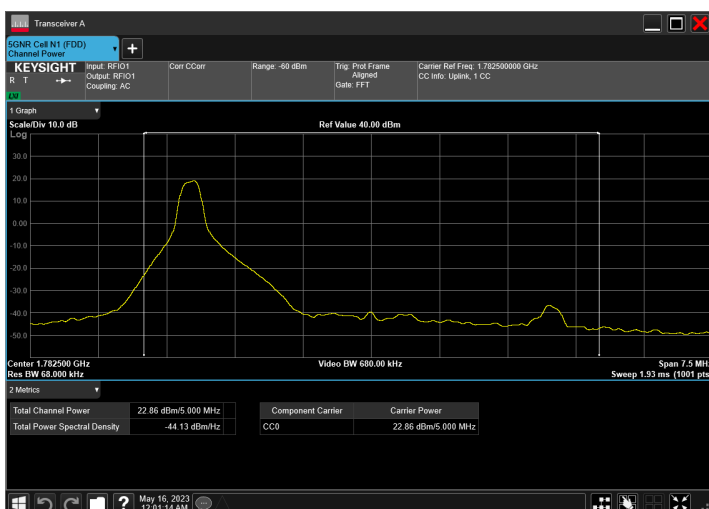 Transceiver A
5GNR Cell N1 (FDD)
Channel Power
+
KEYSIGHT
R T
LXI
Input: RFIO1
Output: RFIO1
Coupling: AC
Corr CCorr
Range: -60 dBm
Trig: Prot Frame
Aligned
Gate: FFT
Carrier Ref Freq: 1.782500000 GHz
CC Info: Uplink, 1 CC
1 Graph
Scale/Div 10.0 dB
Ref Value 40.00 dBm
Log
30.0
20.0
10.0
0.00
-10.0
-20.0
-30.0
-40.0
-50.0
Center 1.782500 GHz
Video BW 680.00 kHz
Span 7.5 MH
Res BW 68.000 kHz
Sweep 1.93 ms (1001 pts
2 Metrics
Total Channel Power 22.86 dBm/5.000 MHz
Total Power Spectral Density -44.13 dBm/Hz
Component Carrier Carrier Power
CC0 22.86 dBm/5.000 MHz
?
May 16, 2023
12:01:14 AM